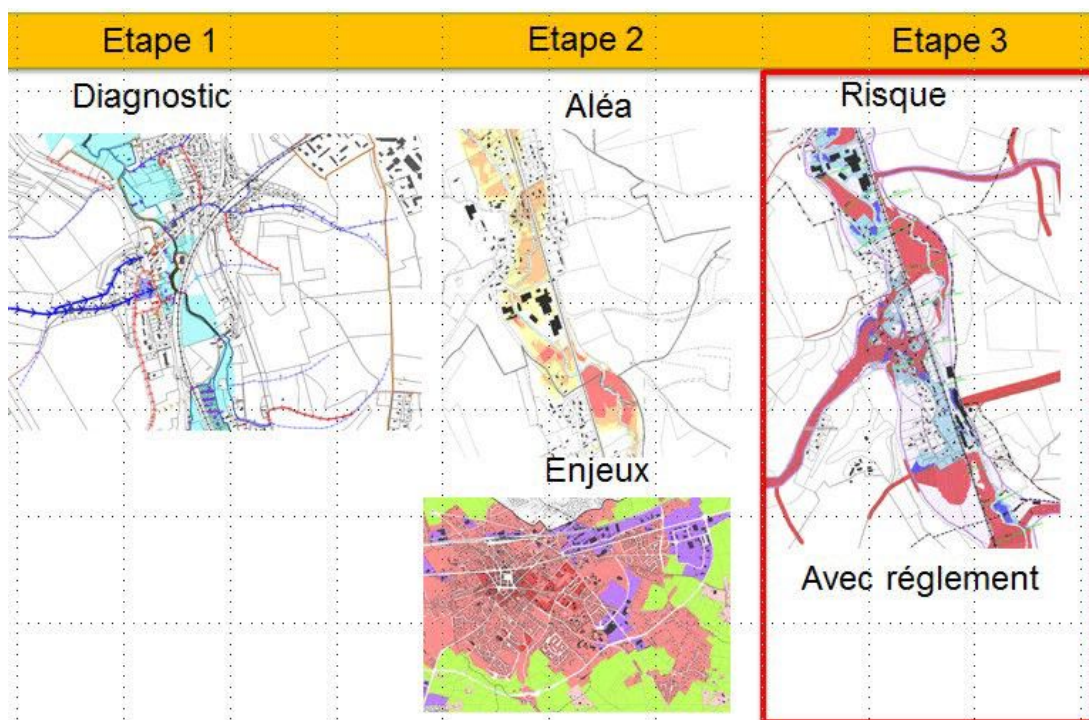 Etape 1
Etape 2
Etape 3
Diagnostic
Aléa
Enjeux
Risque
Avec réglement